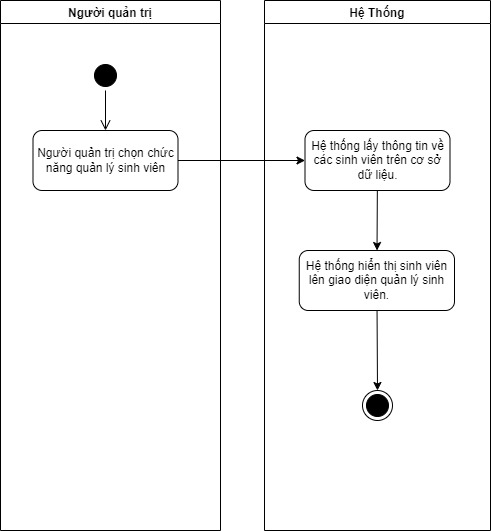 Người quản trị
Hệ Thống
Người quản trị chọn chức
năng quản lý sinh viên
Hệ thống lấy thông tin về
các sinh viên trên cơ sở
dữ liệu.
Hệ thống hiển thị sinh viên
lên giao diện quản lý sinh
viên.